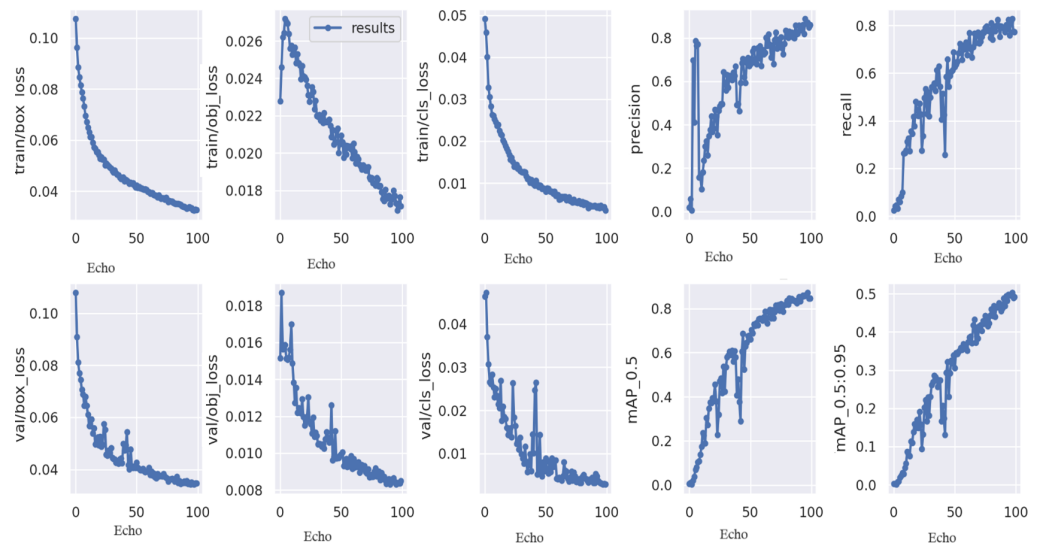 train/box_loss
0.10
0.08
0.06
0.04
0 50 100
Echo
train/obj_loss
results
0.026
0.024
0.022
0.020
0.018
0 50 100
Echo
train/cls_loss
0.05
0.04
0.03
0.02
0.01
0 50 100
Echo
precision
0.8
0.6
0.4
0.2
0.0
0 50 100
Echo
recall
0.8
0.6
0.4
0.2
0.0
0 50 100
Echo
val/box_loss
0.10
0.08
0.06
0.04
0 50 100
Echo
val/obj_loss
0.018
0.016
0.014
0.012
0.010
0.008
0 50 100
Echo
val/cls_loss
0.04
0.03
0.02
0.01
0 50 100
Echo
mAP_0.5
0.8
0.6
0.4
0.2
0.0
0 50 100
Echo
mAP_0.5:0.95
0.5
0.4
0.3
0.2
0.1
0.0
0 50 100
Echo